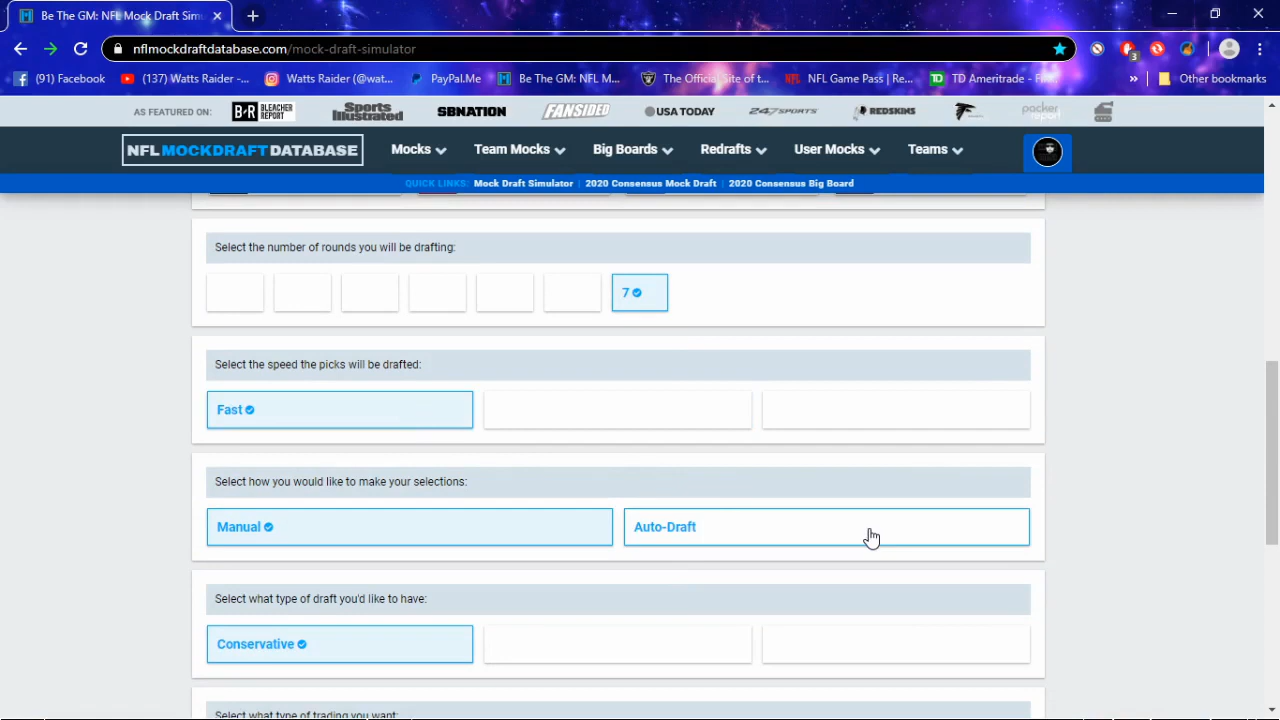 Be The GM: NFL Mock Draft Sim
nflmockdraftdatabase.com/mock-draft-simulator
(91) Facebook
(137) Watts Raider -...
Watts Raider (@wat...
PayPal.Me
Be The GM: NFL M...
The Official Site of t...
NFL Game Pass | Re...
TD Ameritrade - Fin...
»
Other bookmarks
AS FEATURED ON:
B/R BLEACHER REPORT
Sports Illustrated
SBNATION
FANSIDED
USA TODAY
247SPORTS
REDSKINS
packer report
NFLMOCKDRAFTDATABASE
Mocks
Team Mocks
Big Boards
Redrafts
User Mocks
Teams
QUICK LINKS: Mock Draft Simulator | 2020 Consensus Mock Draft | 2020 Consensus Big Board
Select the number of rounds you will be drafting:
7
Select the speed the picks will be drafted:
Fast
Select how you would like to make your selections:
Manual
Auto-Draft
Select what type of draft you'd like to have:
Conservative
Select what type of trading you want: